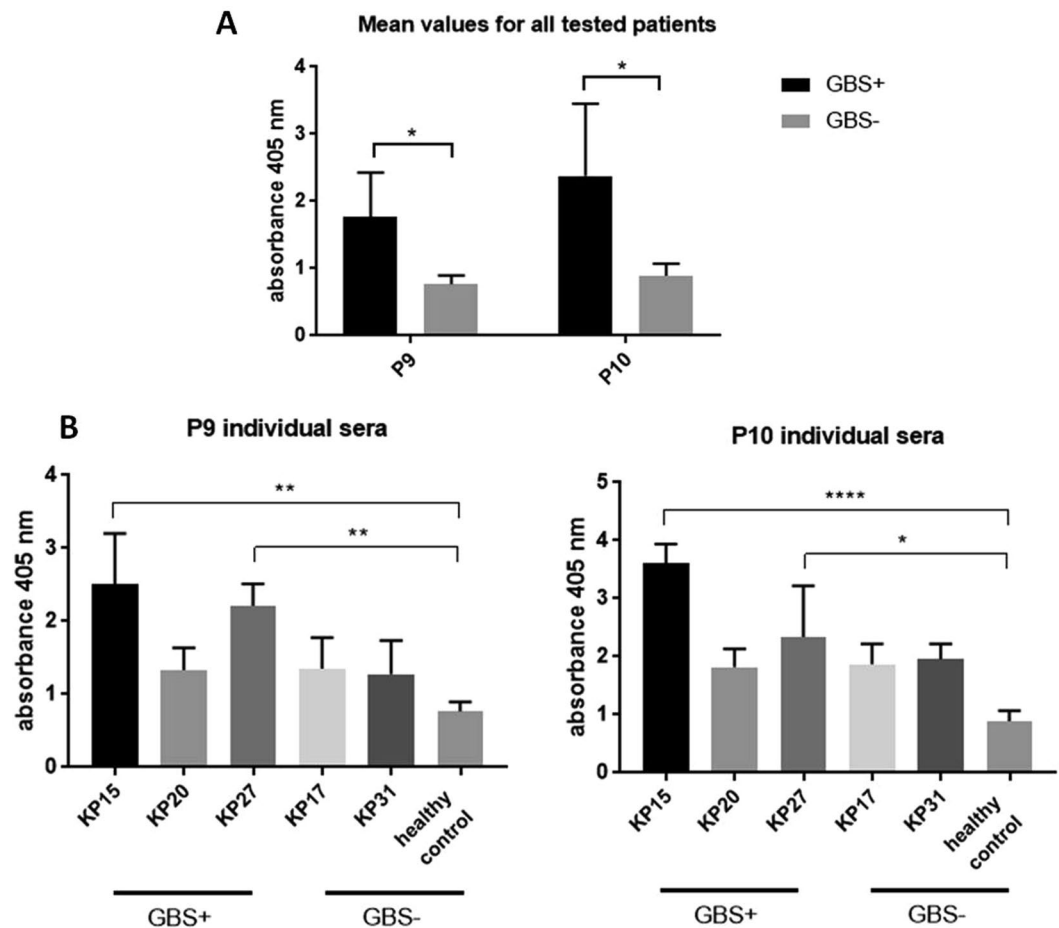 A
Mean values for all tested patients
absorbance 405 nm
4
3
2
1
0
*
*
P9
P10
GBS+
GBS-
B
P9 individual sera
absorbance 405 nm
4
3
2
1
0
**
**
KP15
KP20
KP27
KP17
KP31
healthy
control
GBS+
GBS-
P10 individual sera
absorbance 405 nm
5
4
3
2
1
0
****
*
KP15
KP20
KP27
KP17
KP31
healthy
control
GBS+
GBS-